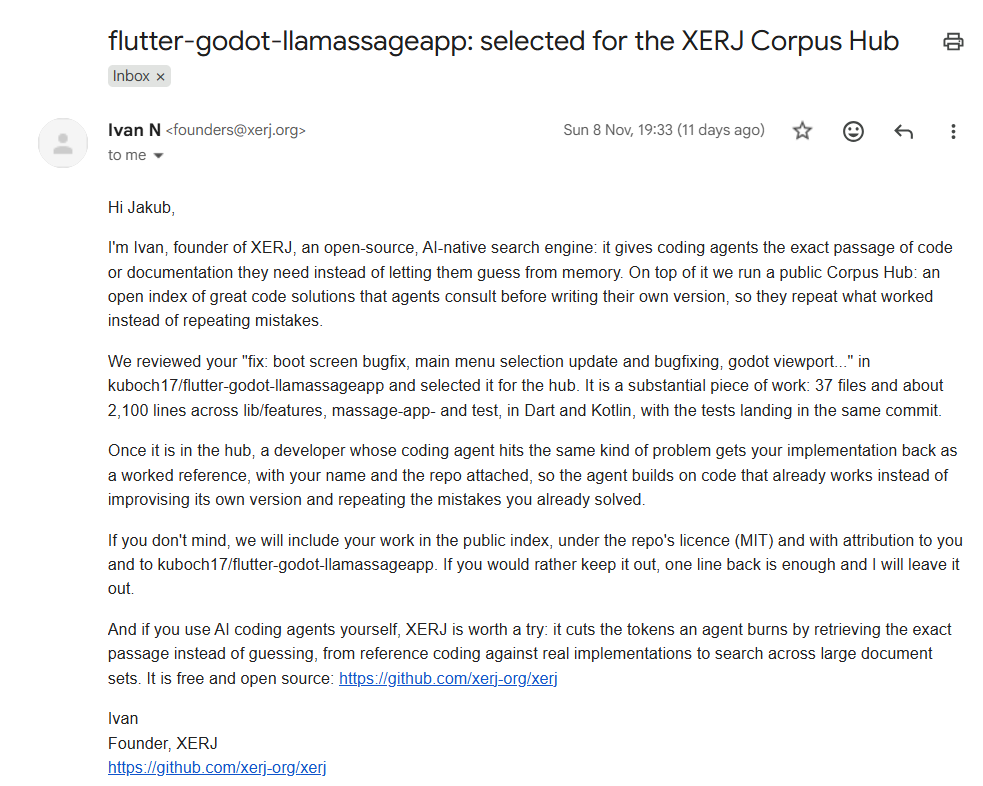 flutter-godot-llamassageapp: selected for the XERJ Corpus Hub
Inbox ×
Ivan N <founders@xerj.org>
Sun 8 Nov, 19:33 (11 days ago)
to me
Hi Jakub,
I'm Ivan, founder of XERJ, an open-source, AI-native search engine: it gives coding agents the exact passage of code
or documentation they need instead of letting them guess from memory. On top of it we run a public Corpus Hub: an
open index of great code solutions that agents consult before writing their own version, so they repeat what worked
instead of repeating mistakes.
We reviewed your "fix: boot screen bugfix, main menu selection update and bugfixing, godot viewport..." in
kuboch17/flutter-godot-llamassageapp and selected it for the hub. It is a substantial piece of work: 37 files and about
2,100 lines across lib/features, massage-app- and test, in Dart and Kotlin, with the tests landing in the same commit.
Once it is in the hub, a developer whose coding agent hits the same kind of problem gets your implementation back as
a worked reference, with your name and the repo attached, so the agent builds on code that already works instead of
improvising its own version and repeating the mistakes you already solved.
If you don't mind, we will include your work in the public index, under the repo's licence (MIT) and with attribution to you
and to kuboch17/flutter-godot-llamassageapp. If you would rather keep it out, one line back is enough and I will leave it
out.
And if you use AI coding agents yourself, XERJ is worth a try: it cuts the tokens an agent burns by retrieving the exact
passage instead of guessing, from reference coding against real implementations to search across large document
sets. It is free and open source: https://github.com/xerj-org/xerj
Ivan
Founder, XERJ
https://github.com/xerj-org/xerj